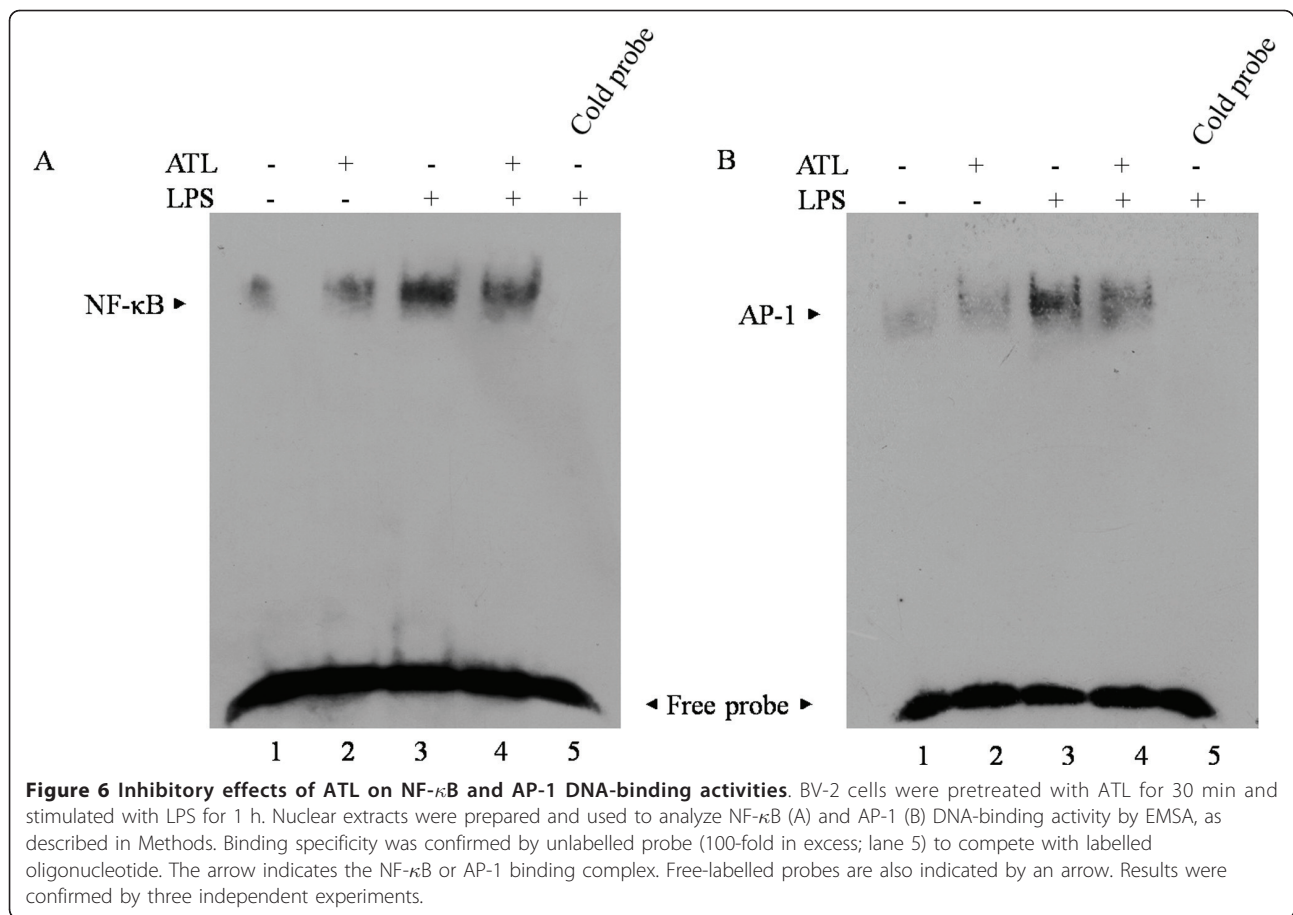 Cold probe Cold probe
A ATL - + - + - B ATL - + - + -
LPS - - + + + LPS - - + + +
NF-κB ► AP-1 ►
◄ Free probe ►
1 2 3 4 5 1 2 3 4 5
Figure 6 Inhibitory effects of ATL on NF-κB and AP-1 DNA-binding activities. BV-2 cells were pretreated with ATL for 30 min and
stimulated with LPS for 1 h. Nuclear extracts were prepared and used to analyze NF-κB (A) and AP-1 (B) DNA-binding activity by EMSA, as
described in Methods. Binding specificity was confirmed by unlabelled probe (100-fold in excess; lane 5) to compete with labelled
oligonucleotide. The arrow indicates the NF-κB or AP-1 binding complex. Free-labelled probes are also indicated by an arrow. Results were
confirmed by three independent experiments.